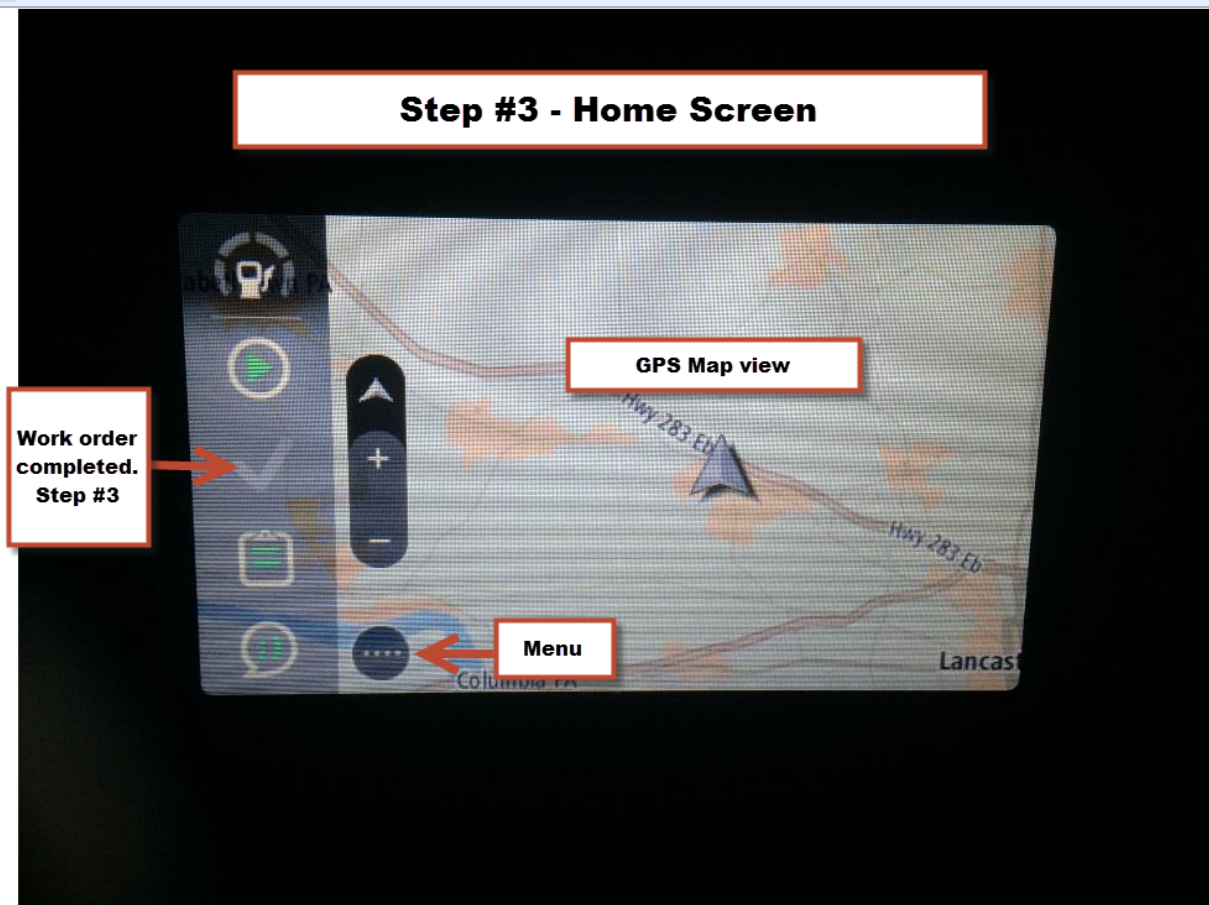 Step #3 - Home Screen
GPS Map view
Hwy 283 Eb
Work order
completed.
Step #3
+
Hwy 283 Eb
−
Menu
Lancast
Columbia PA